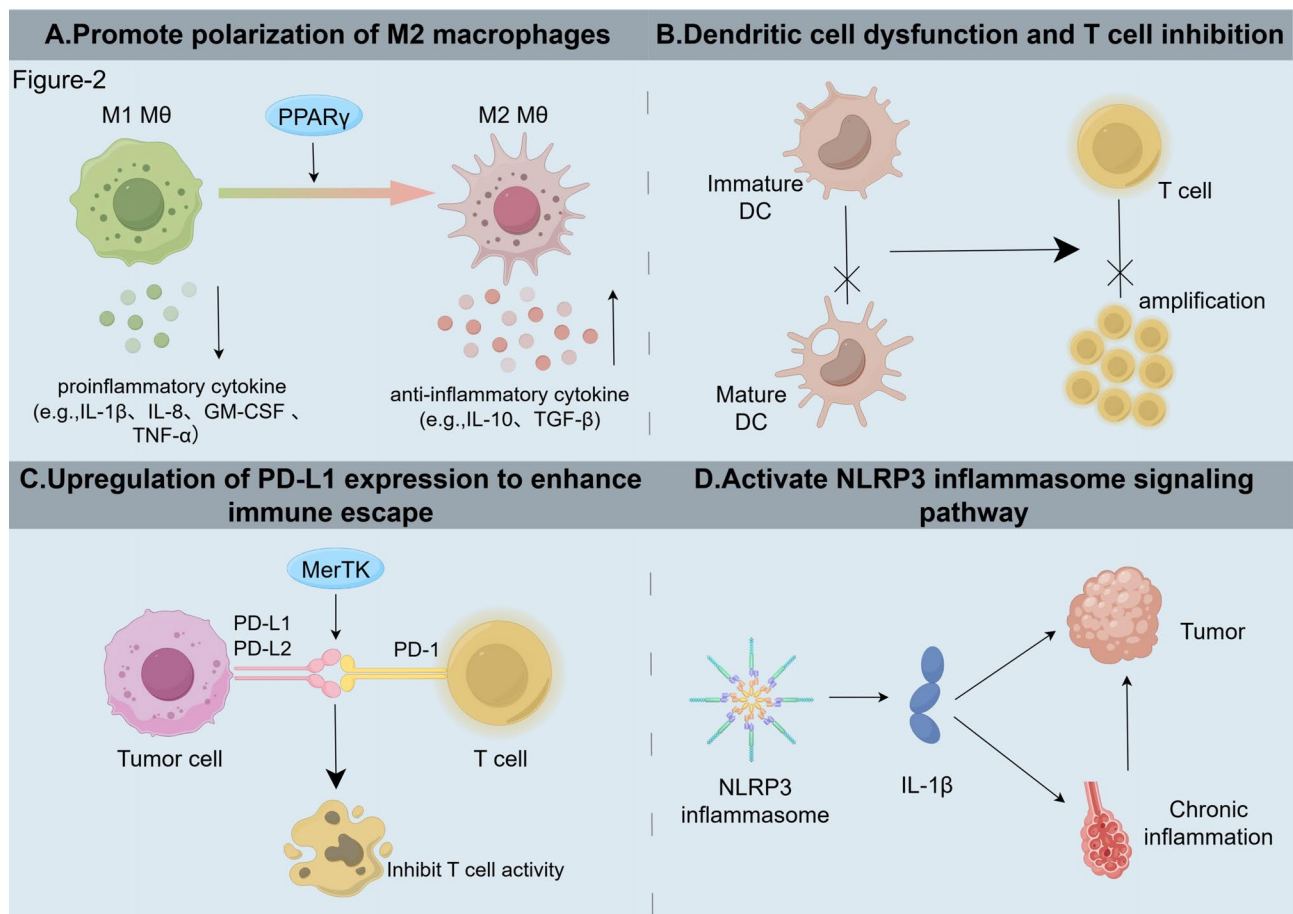 A.Promote polarization of M2 macrophages
Figure-2
M1 Mθ
PPARγ
M2 Mθ
proinflammatory cytokine
(e.g.,IL-1β、IL-8、GM-CSF 、
TNF-α）
anti-inflammatory cytokine
(e.g.,IL-10、TGF-β)
B.Dendritic cell dysfunction and T cell inhibition
Immature
DC
T cell
amplification
Mature
DC
C.Upregulation of PD-L1 expression to enhance
immune escape
MerTK
PD-L1
PD-L2
PD-1
Tumor cell
T cell
Inhibit T cell activity
D.Activate NLRP3 inflammasome signaling
pathway
Tumor
NLRP3
inflammasome
IL-1β
Chronic
inflammation